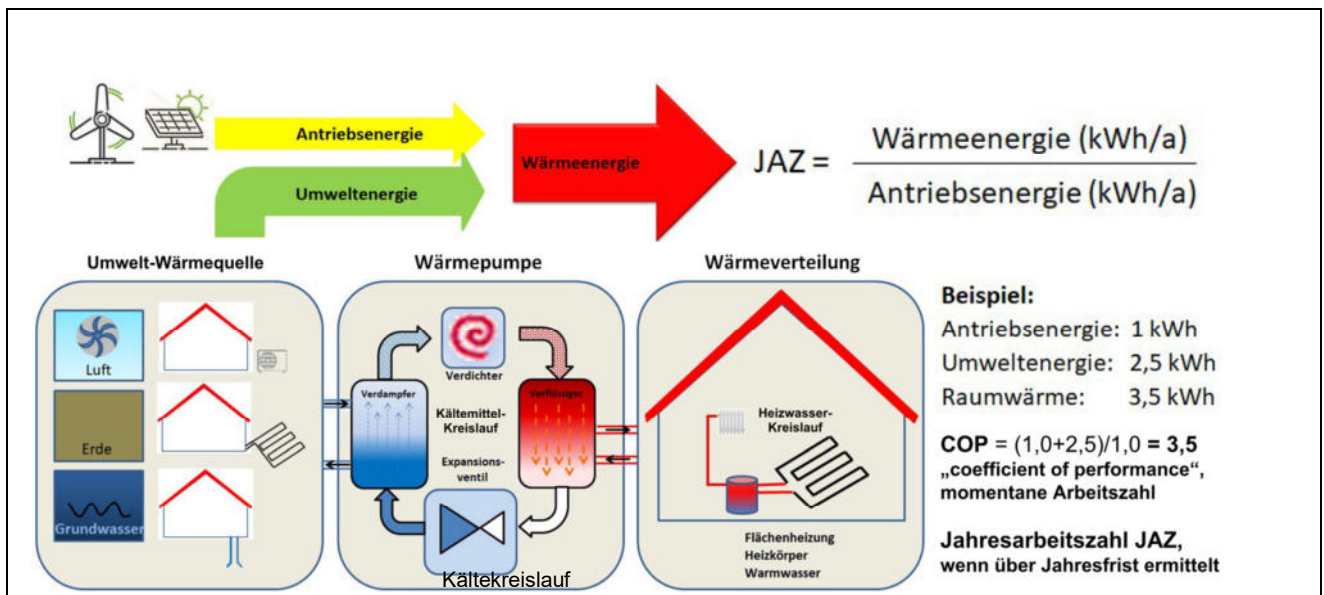 Antriebsenergie
Umweltenergie
Wärmeenergie
JAZ =
Wärmeenergie (kWh/a)
Antriebsenergie (kWh/a)
Umwelt-Wärmequelle
Luft
Erde
Grundwasser
Wärmepumpe
Verdichter
Verdampfer
Verflüssiger
Kältemittel-
Kreislauf
Expansions-
ventil
Kältekreislauf
Wärmeverteilung
Heizwasser-
Kreislauf
Flächenheizung
Heizkörper
Warmwasser
Beispiel:
Antriebsenergie: 1 kWh
Umweltenergie: 2,5 kWh
Raumwärme: 3,5 kWh
COP = (1,0+2,5)/1,0 = 3,5
„coefficient of performance“,
momentane Arbeitszahl
Jahresarbeitszahl JAZ,
wenn über Jahresfrist ermittelt